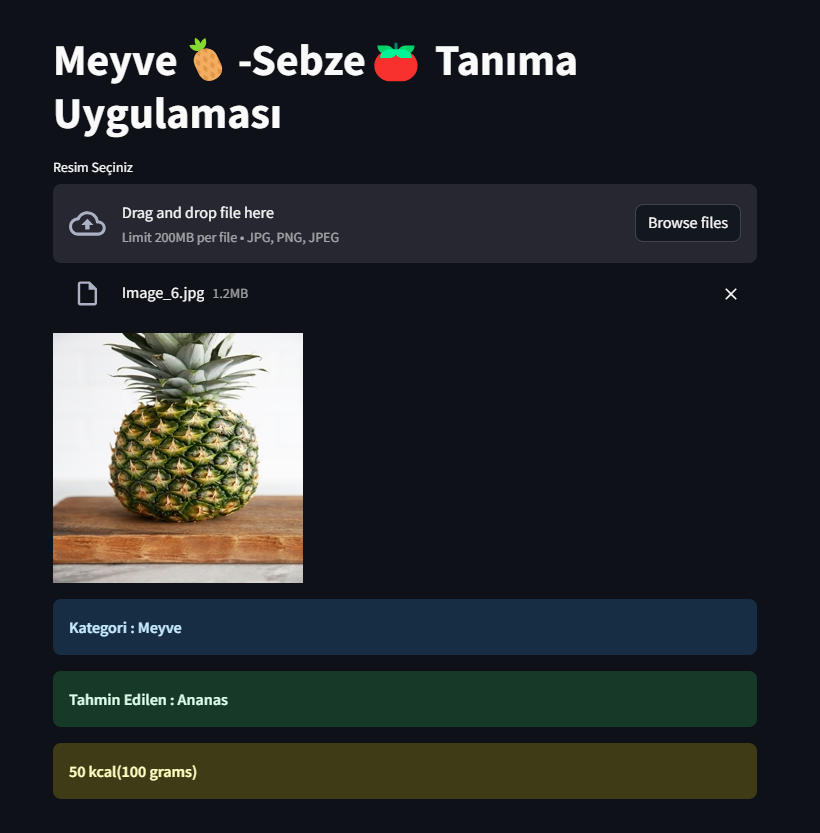 Meyve 🍍 -Sebze 🍅 Tanıma
Uygulaması
Resim Seçiniz
Drag and drop file here
Limit 200MB per file • JPG, PNG, JPEG
Browse files
Image_6.jpg 1.2MB
Kategori : Meyve
Tahmin Edilen : Ananas
50 kcal(100 grams)